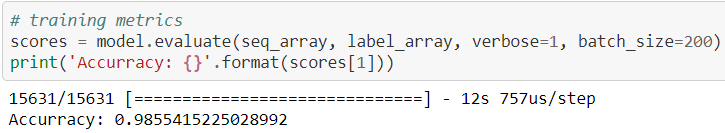 # training metrics
scores = model.evaluate(seq_array, label_array, verbose=1, batch_size=200)
print('Accurracy: {}'.format(scores[1]))
15631/15631 [==============================] - 12s 757us/step
Accurracy: 0.9855415225028992